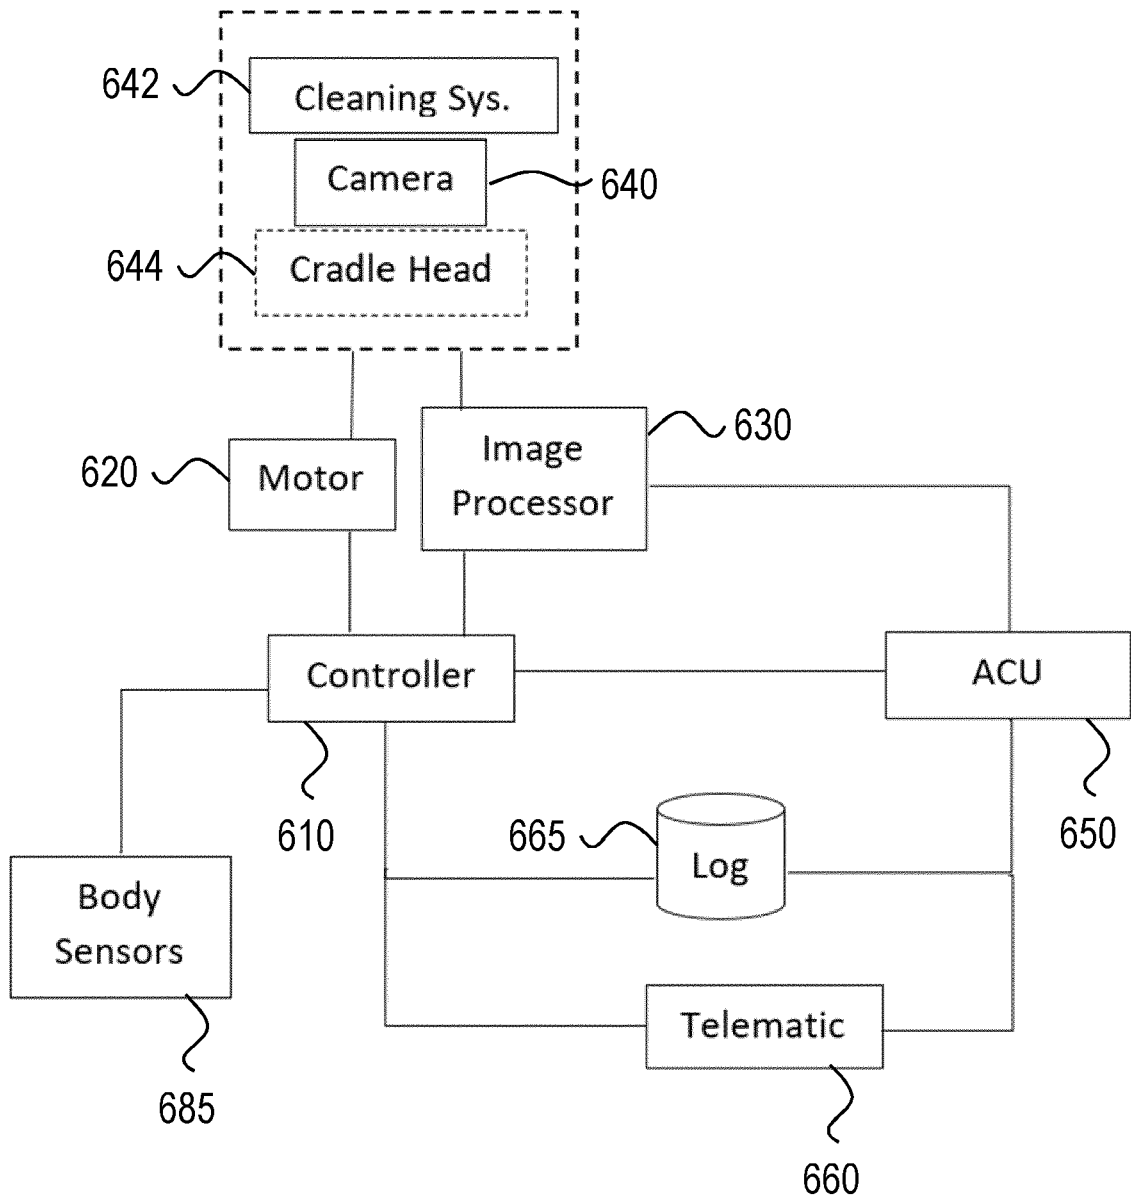 642
Cleaning Sys.
Camera
640
644
Cradle Head
630
Image
Processor
620
Motor
Controller
ACU
610
665
Log
650
Body
Sensors
Telematic
685
660